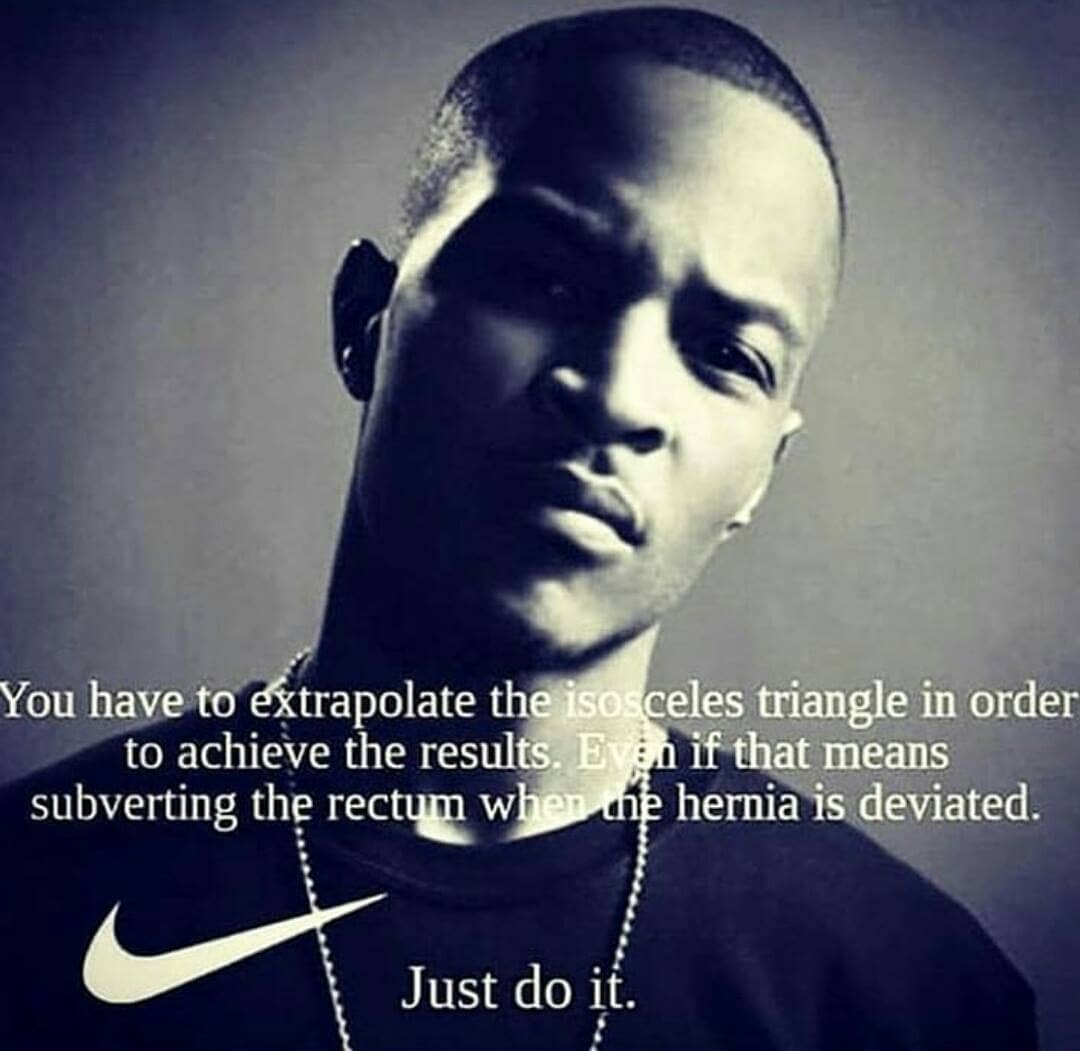 You have to extrapolate the isosceles triangle in order
to achieve the results. Even if that means
subverting the rectum when the hernia is deviated.
Just do it.